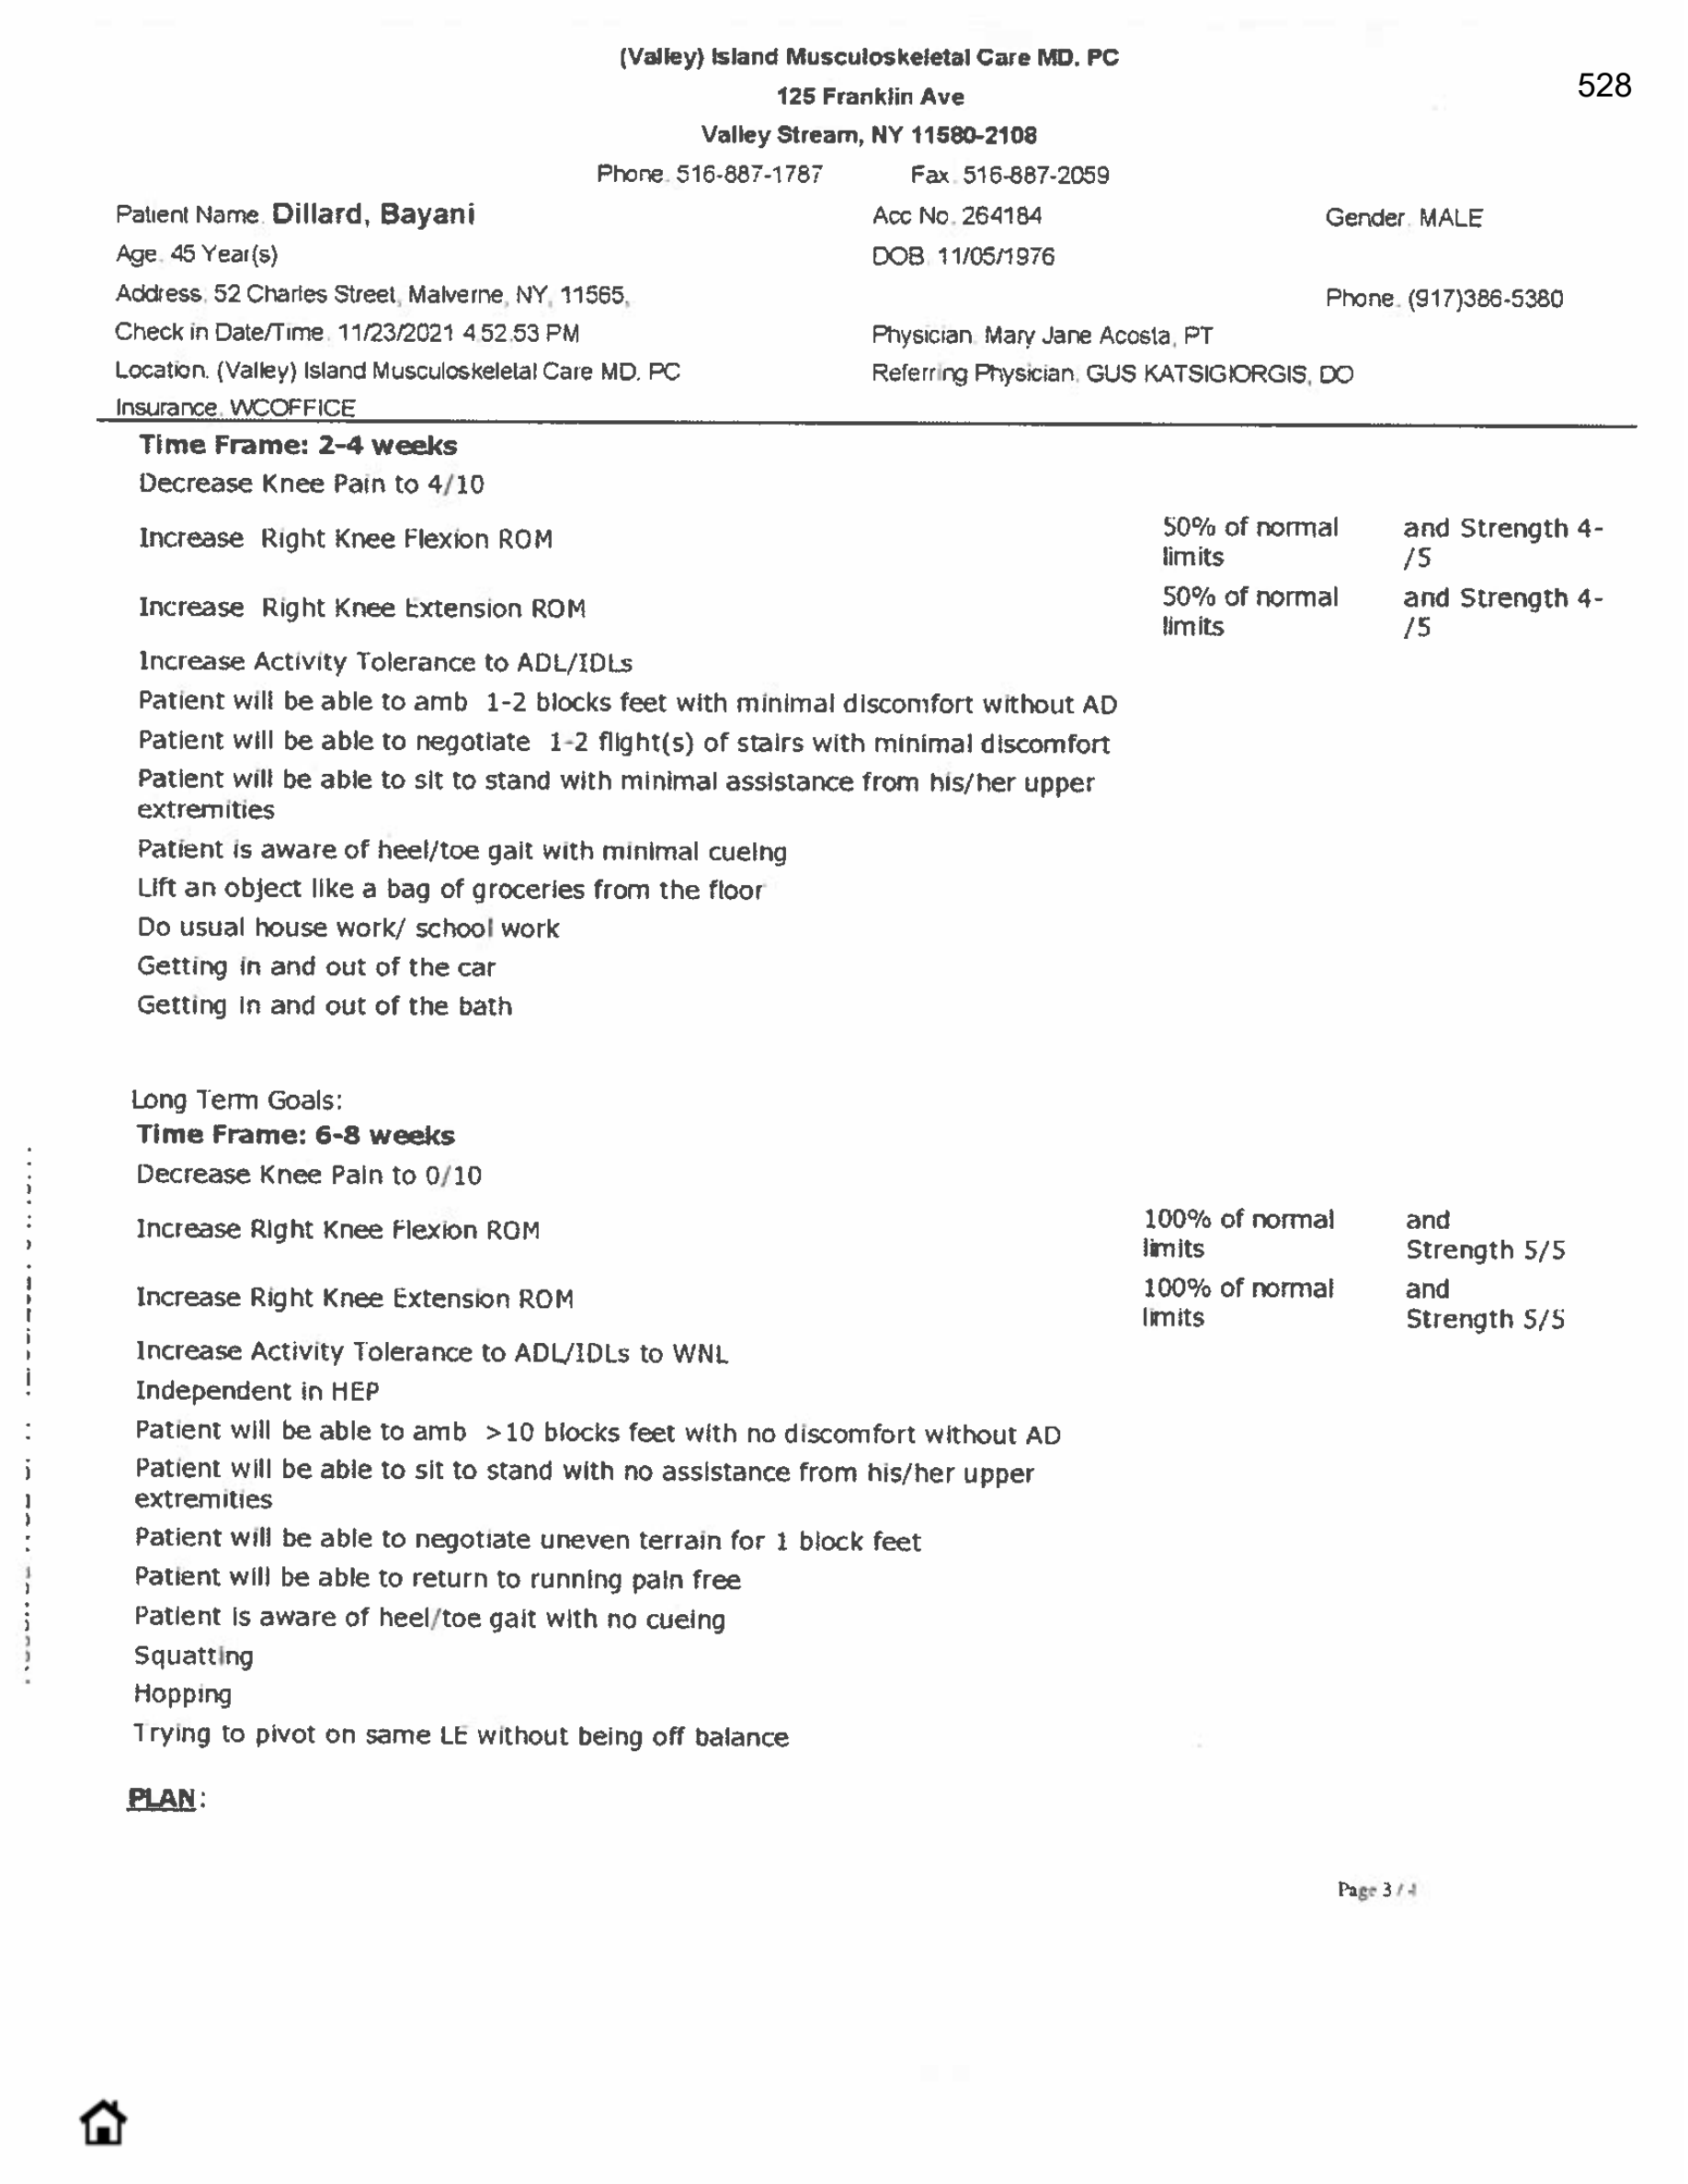 (Valley) Island Musculoskeletal Care MD. PC
528
125 Franklin Ave
Valley Stream, NY 11580-2108
Phone. 516-887-1787 Fax. 516-887-2059
Patient Name. Dillard, Bayani Acc No. 264184 Gender. MALE
Age. 45 Year(s) DOB. 11/05/1976
Address. 52 Charles Street, Malverne, NY, 11565, Phone. (917)386-5380
Check in Date/Time. 11/23/2021 4.52.53 PM Physician. Mary Jane Acosta, PT
Location. (Valley) Island Musculoskeletal Care MD. PC Referring Physician. GUS KATSIGIORGIS, DO
Insurance. WCOFFICE
Time Frame: 2-4 weeks
Decrease Knee Pain to 4/10
Increase Right Knee Flexion ROM 50% of normal and Strength 4-
limits /5
Increase Right Knee Extension ROM 50% of normal and Strength 4-
limits /5
Increase Activity Tolerance to ADL/IDLs
Patient will be able to amb 1-2 blocks feet with minimal discomfort without AD
Patient will be able to negotiate 1-2 flight(s) of stairs with minimal discomfort
Patient will be able to sit to stand with minimal assistance from his/her upper
extremities
Patient is aware of heel/toe gait with minimal cueing
Lift an object like a bag of groceries from the floor
Do usual house work/ school work
Getting in and out of the car
Getting in and out of the bath
Long Term Goals:
Time Frame: 6-8 weeks
Decrease Knee Pain to 0/10
Increase Right Knee Flexion ROM 100% of normal and
limits Strength 5/5
Increase Right Knee Extension ROM 100% of normal and
limits Strength 5/5
Increase Activity Tolerance to ADL/IDLs to WNL
Independent in HEP
Patient will be able to amb >10 blocks feet with no discomfort without AD
Patient will be able to sit to stand with no assistance from his/her upper
extremities
Patient will be able to negotiate uneven terrain for 1 block feet
Patient will be able to return to running pain free
Patient is aware of heel/toe gait with no cueing
Squatting
Hopping
Trying to pivot on same LE without being off balance
PLAN:
Page 3 / 4